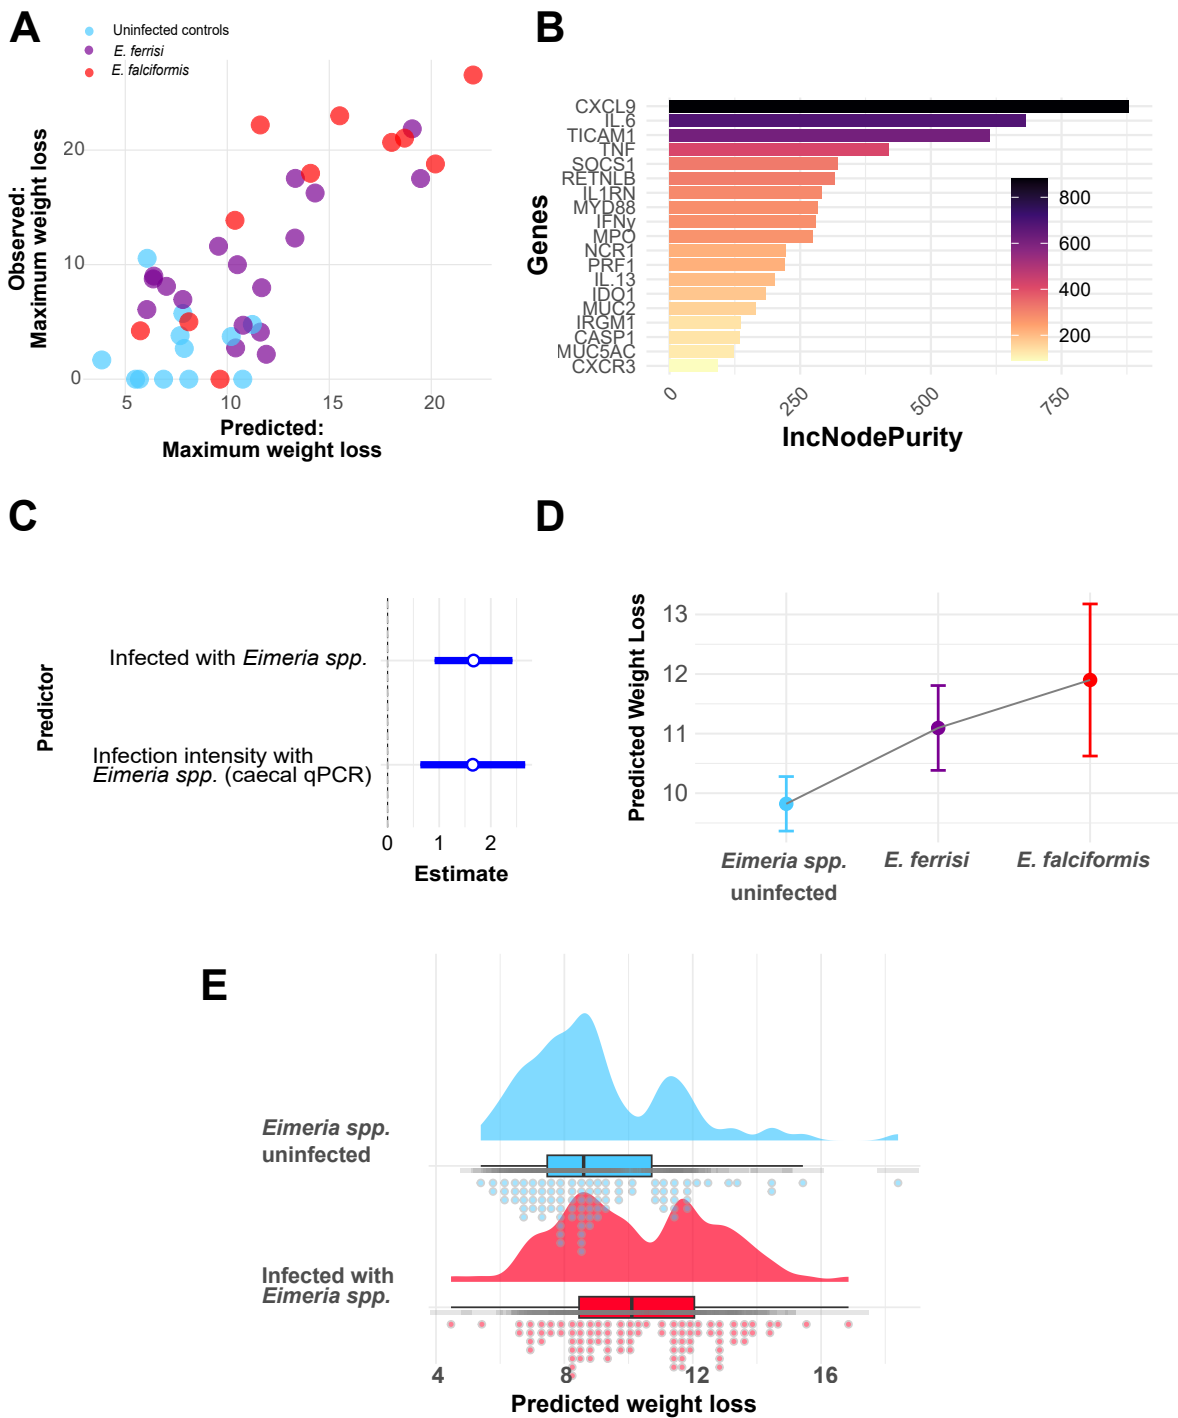 A
Uninfected controls
E. ferrisi
E. falciformis
Observed:
Maximum weight loss
20
10
0
5
10
15
20
Predicted:
Maximum weight loss
B
Genes
CXCL9
IL.6
TICAM1
TNF
SOCS1
RETNLB
IL1RN
MYD88
IFNy
MPO
NCR1
PRF1
IL.13
IDO1
MUC2
IRGM1
CASP1
MUC5AC
CXCR3
800
600
400
200
0
250
500
750
IncNodePurity
C
Predictor
Infected with Eimeria spp.
Infection intensity with
Eimeria spp. (caecal qPCR)
0
1
2
Estimate
D
Predicted Weight Loss
13
12
11
10
Eimeria spp.
uninfected
E. ferrisi
E. falciformis
E
Eimeria spp.
uninfected
Infected with
Eimeria spp.
4
8
12
16
Predicted weight loss